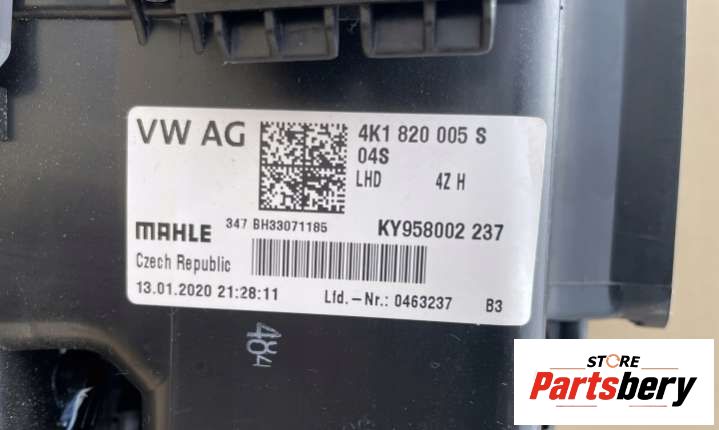 VW AG
4K1 820 005 S
04S
LHD 4Z H
MAHLE
347 BH33071185
KY958002 237
Czech Republic
13.01.2020 21:28:11
Lfd.-Nr.: 0463237 B3
484
STORE
Partsbery